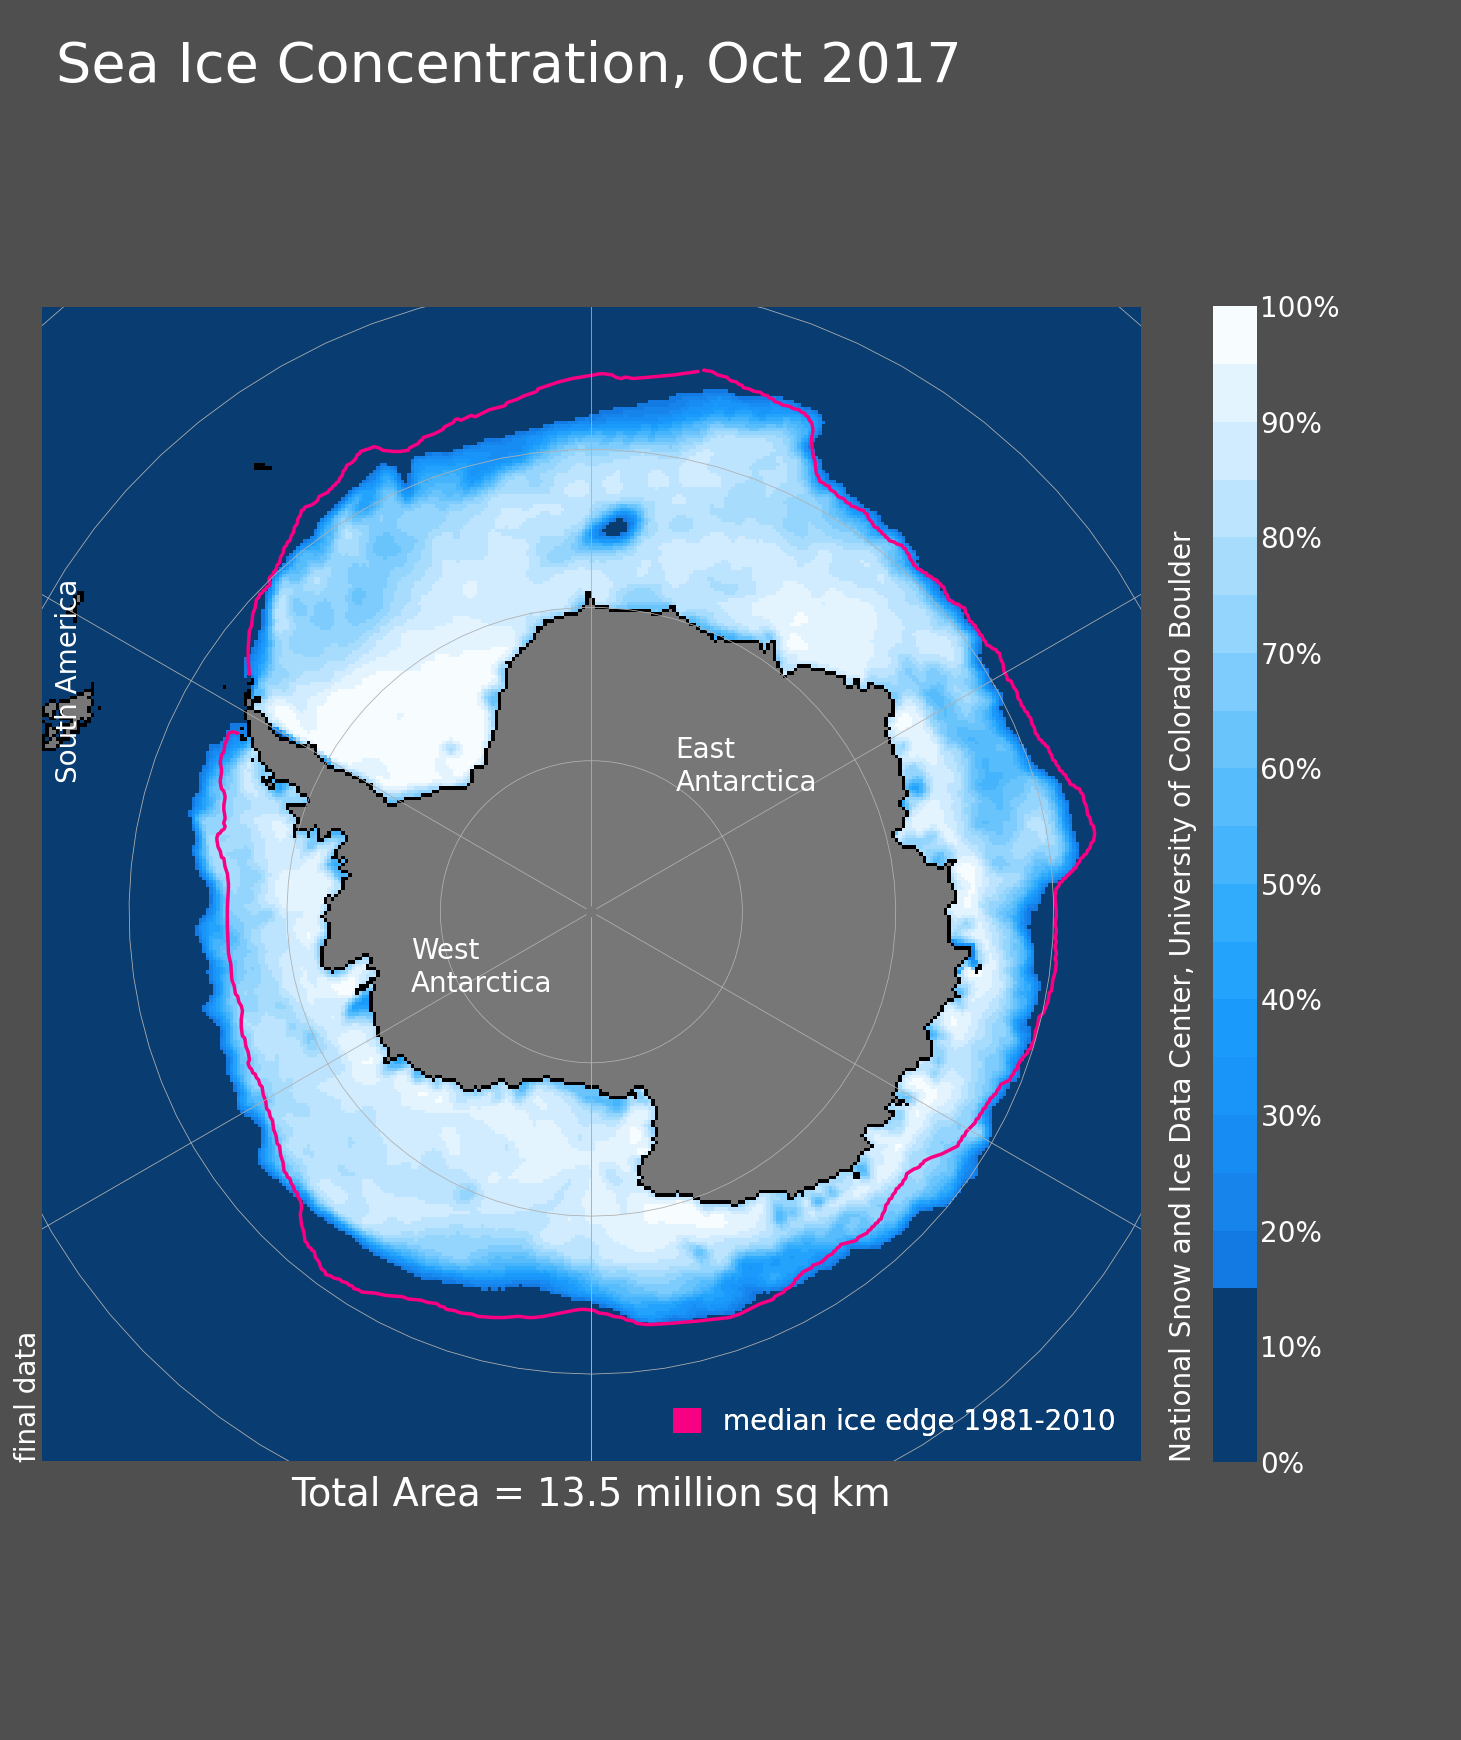 Sea Ice Concentration, Oct 2017
South America
East
Antarctica
West
Antarctica
final data
median ice edge 1981-2010
Total Area = 13.5 million sq km
National Snow and Ice Data Center, University of Colorado Boulder
100%
90%
80%
70%
60%
50%
40%
30%
20%
10%
0%